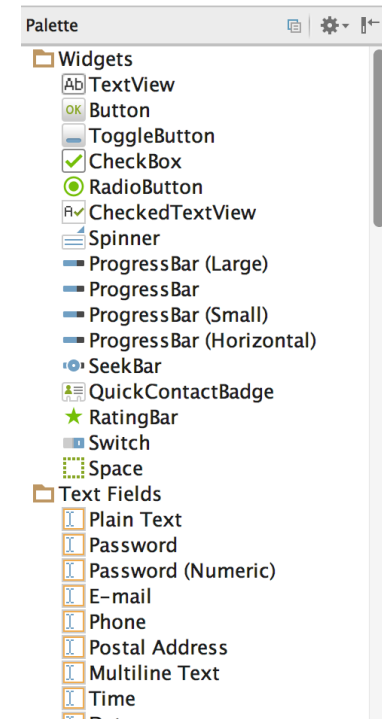 Palette
Widgets
Ab TextView
OK Button
ToggleButton
CheckBox
RadioButton
A CheckedTextView
Spinner
ProgressBar (Large)
ProgressBar
ProgressBar (Small)
ProgressBar (Horizontal)
SeekBar
QuickContactBadge
RatingBar
Switch
Space
Text Fields
Plain Text
Password
Password (Numeric)
E-mail
Phone
Postal Address
Multiline Text
Time